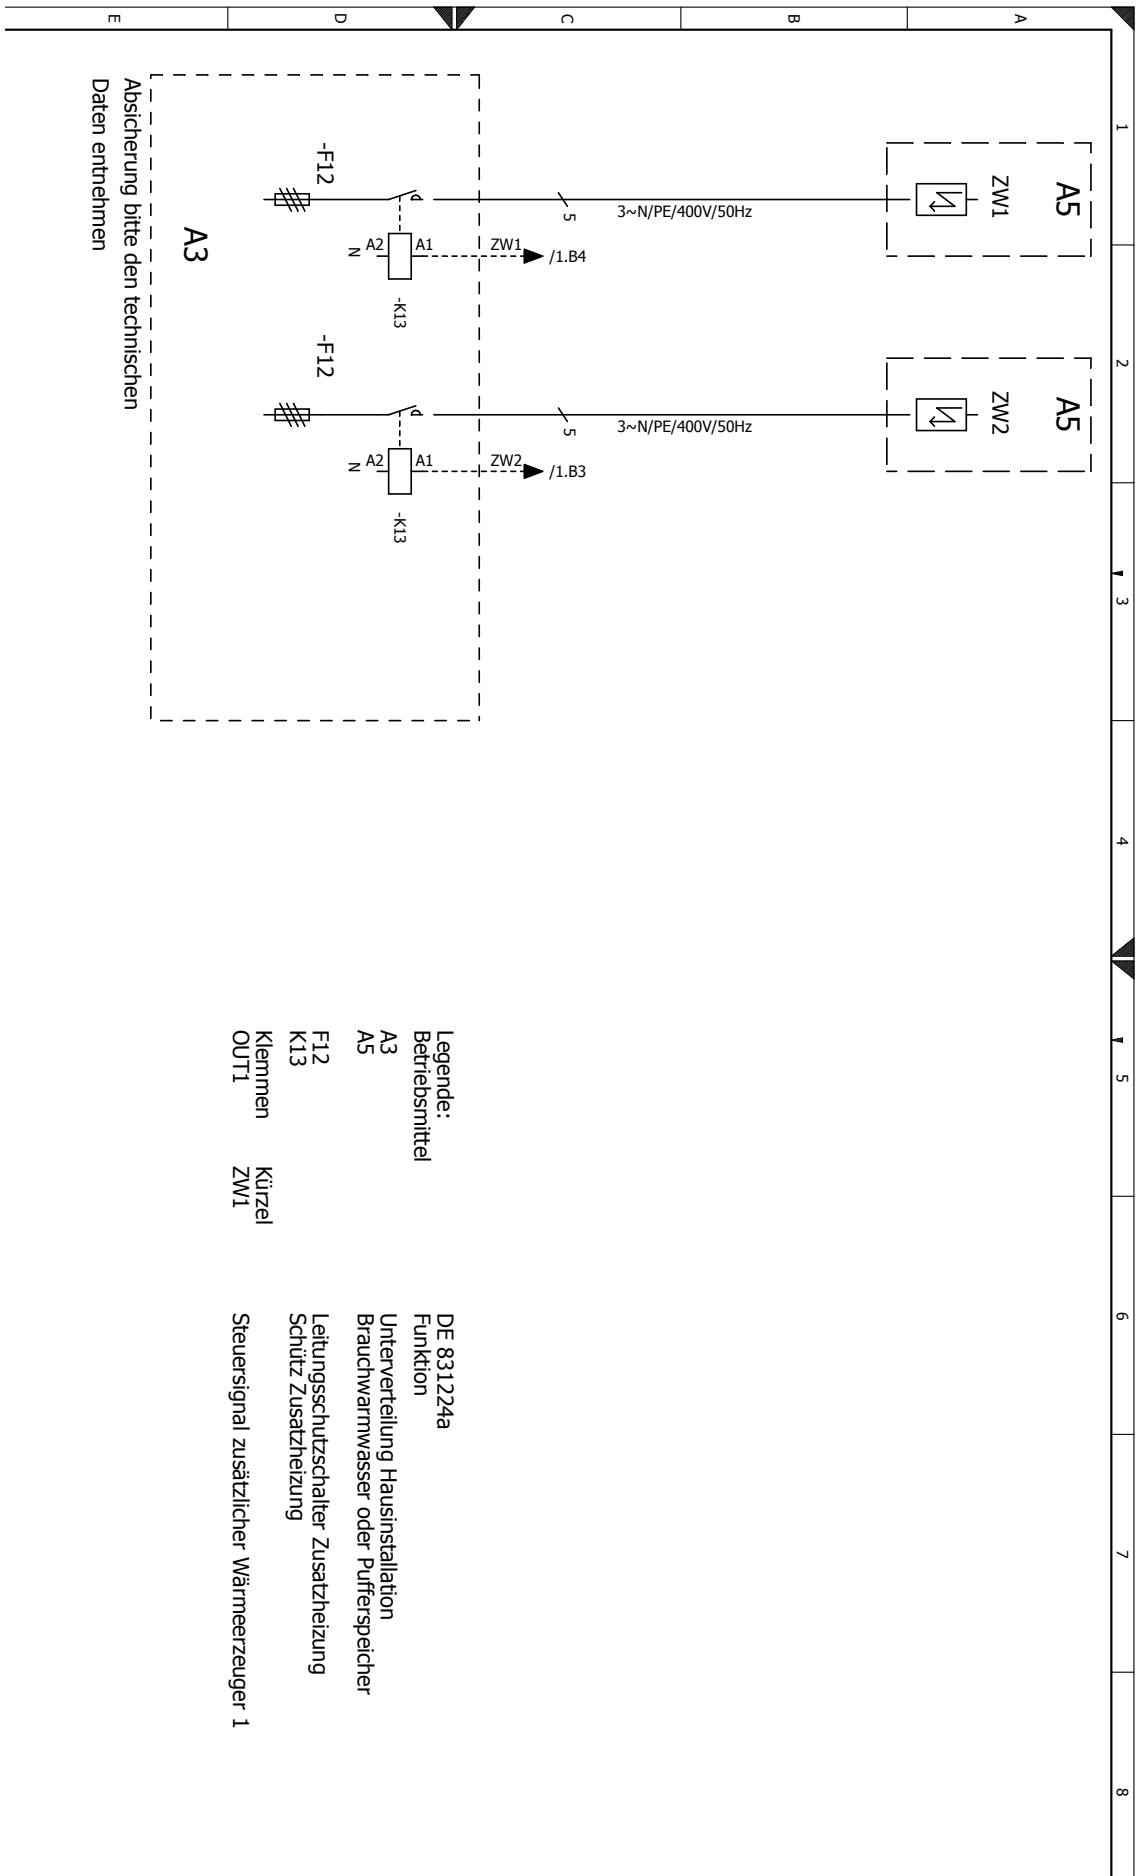 1 2 3 4 5 6 7 8
A
B
C
D
E
A5
ZW1
A5
ZW2
3~N/PE/400V/50Hz
5
3~N/PE/400V/50Hz
5
/1.B4
ZW1
/1.B3
ZW2
A1
A2
N
-K13
A1
A2
N
-K13
-F12
-F12
A3
Absicherung bitte den technischen
Daten entnehmen
Legende: DE 831224a
Betriebsmittel Funktion
A3 Unterverteilung Hausinstallation
A5 Brauchwarmwasser oder Pufferspeicher
F12 Leitungsschutzschalter Zusatzheizung
K13 Schütz Zusatzheizung
Klemmen Kürzel
OUT1 ZW1 Steuersignal zusätzlicher Wärmeerzeuger 1